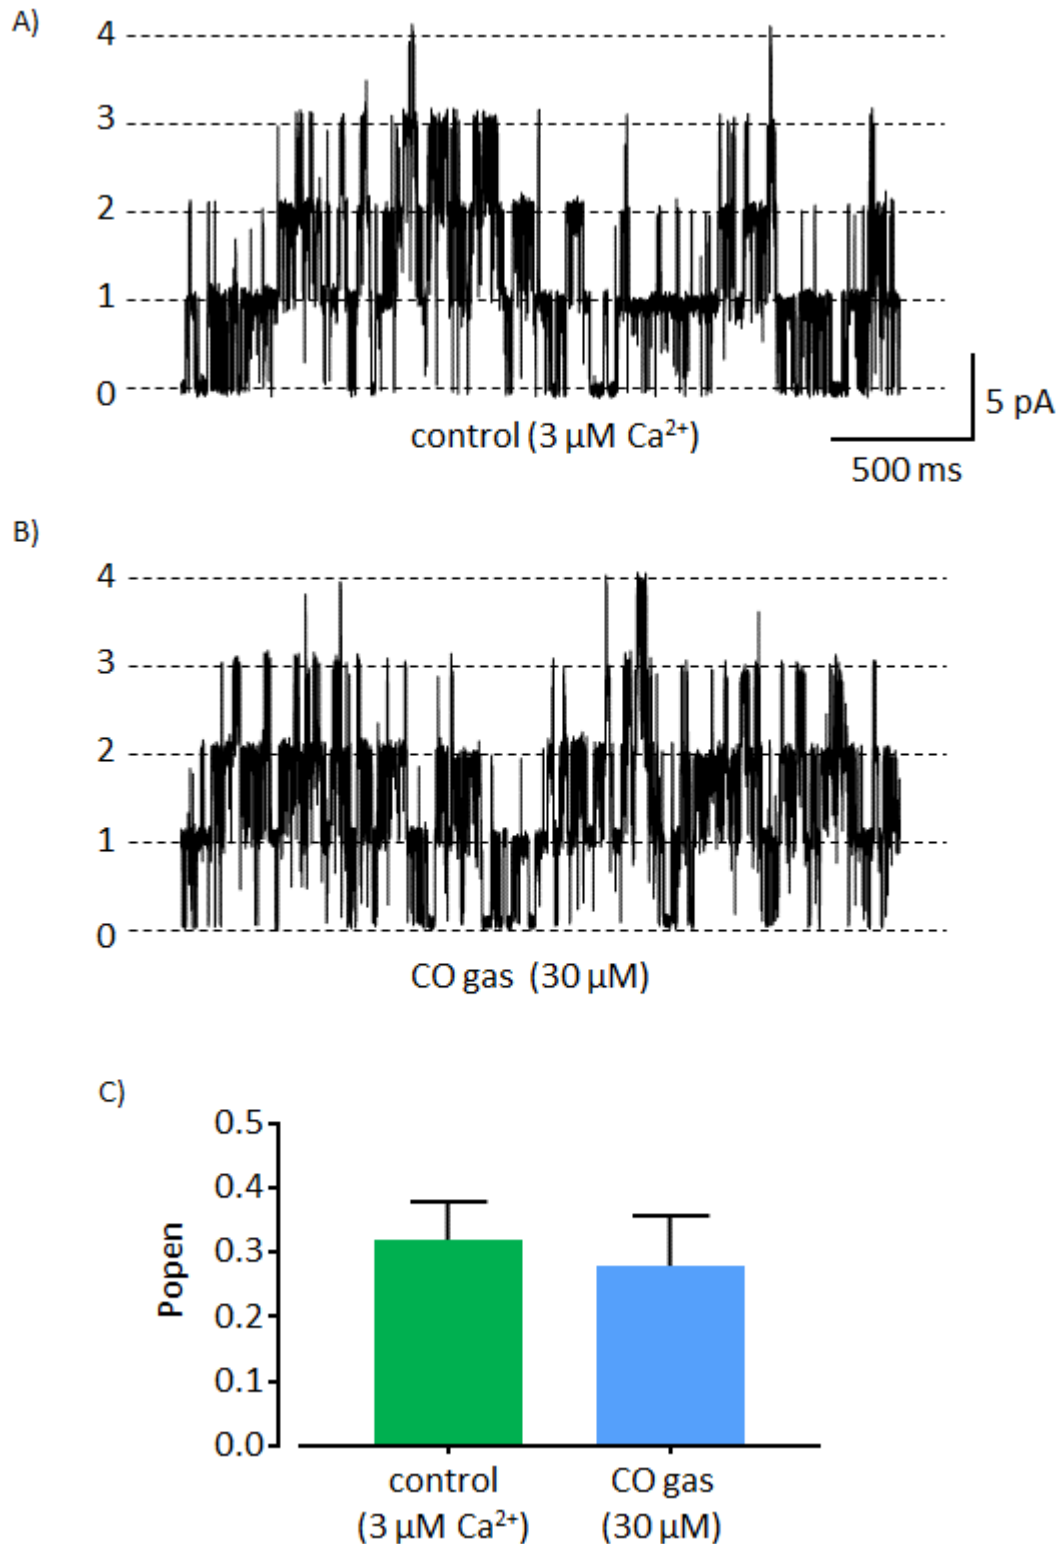 A)
4
3
2
1
0
5 pA
control (3 µM Ca²⁺)
500 ms
B)
4
3
2
1
0
CO gas (30 µM)
C)
0.5
0.4
0.3
0.2
0.1
0.0
Popen
control
(3 µM Ca²⁺)
CO gas
(30 µM)